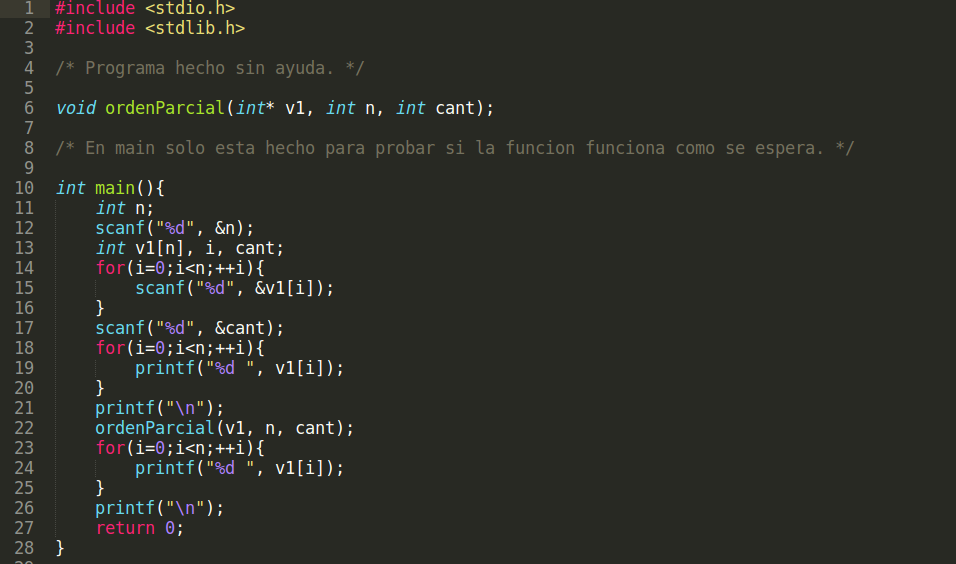 1 #include <stdio.h>
2 #include <stdlib.h>
3
4 /* Programa hecho sin ayuda. */
5
6 void ordenParcial(int* v1, int n, int cant);
7
8 /* En main solo esta hecho para probar si la funcion funciona como se espera. */
9
10 int main(){
11 int n;
12 scanf("%d", &n);
13 int v1[n], i, cant;
14 for(i=0;i<n;++i){
15 scanf("%d", &v1[i]);
16 }
17 scanf("%d", &cant);
18 for(i=0;i<n;++i){
19 printf("%d ", v1[i]);
20 }
21 printf("\n");
22 ordenParcial(v1, n, cant);
23 for(i=0;i<n;++i){
24 printf("%d ", v1[i]);
25 }
26 printf("\n");
27 return 0;
28 }